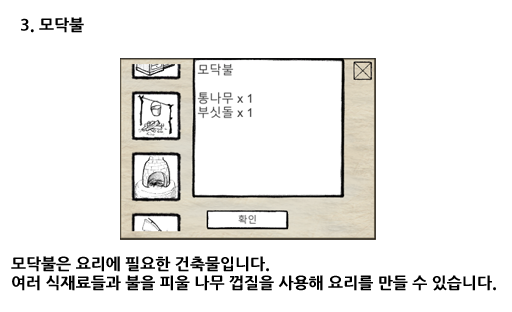 3. 모닥불
모닥불
통나무 x 1
부싯돌 x 1
확인
모닥불은 요리에 필요한 건축물입니다.
여러 식재료들과 불을 피울 나무 껍질을 사용해 요리를 만들 수 있습니다.